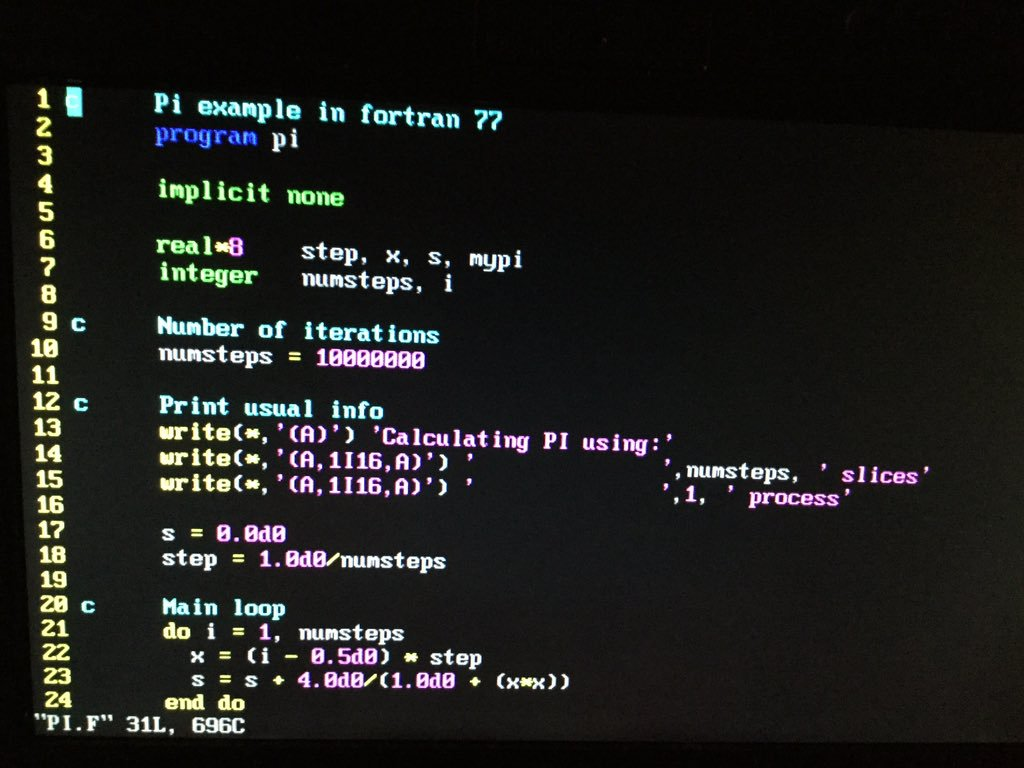 1 c     Pi example in fortran 77
2       program pi
3
4       implicit none
5
6       real*8    step, x, s, mypi
7       integer   numsteps, i
8
9 c     Number of iterations
10       numsteps = 10000000
11
12 c     Print usual info
13       write(*,'(A)') 'Calculating PI using:'
14       write(*,'(A,1I16,A)') '             ',numsteps, ' slices'
15       write(*,'(A,1I16,A)') '             ',1, ' process'
16
17       s = 0.0d0
18       step = 1.0d0/numsteps
19
20 c     Main loop
21       do i = 1, numsteps
22         x = (i - 0.5d0) * step
23         s = s + 4.0d0/(1.0d0 + (x*x))
24       end do
"PI.F" 31L, 696C